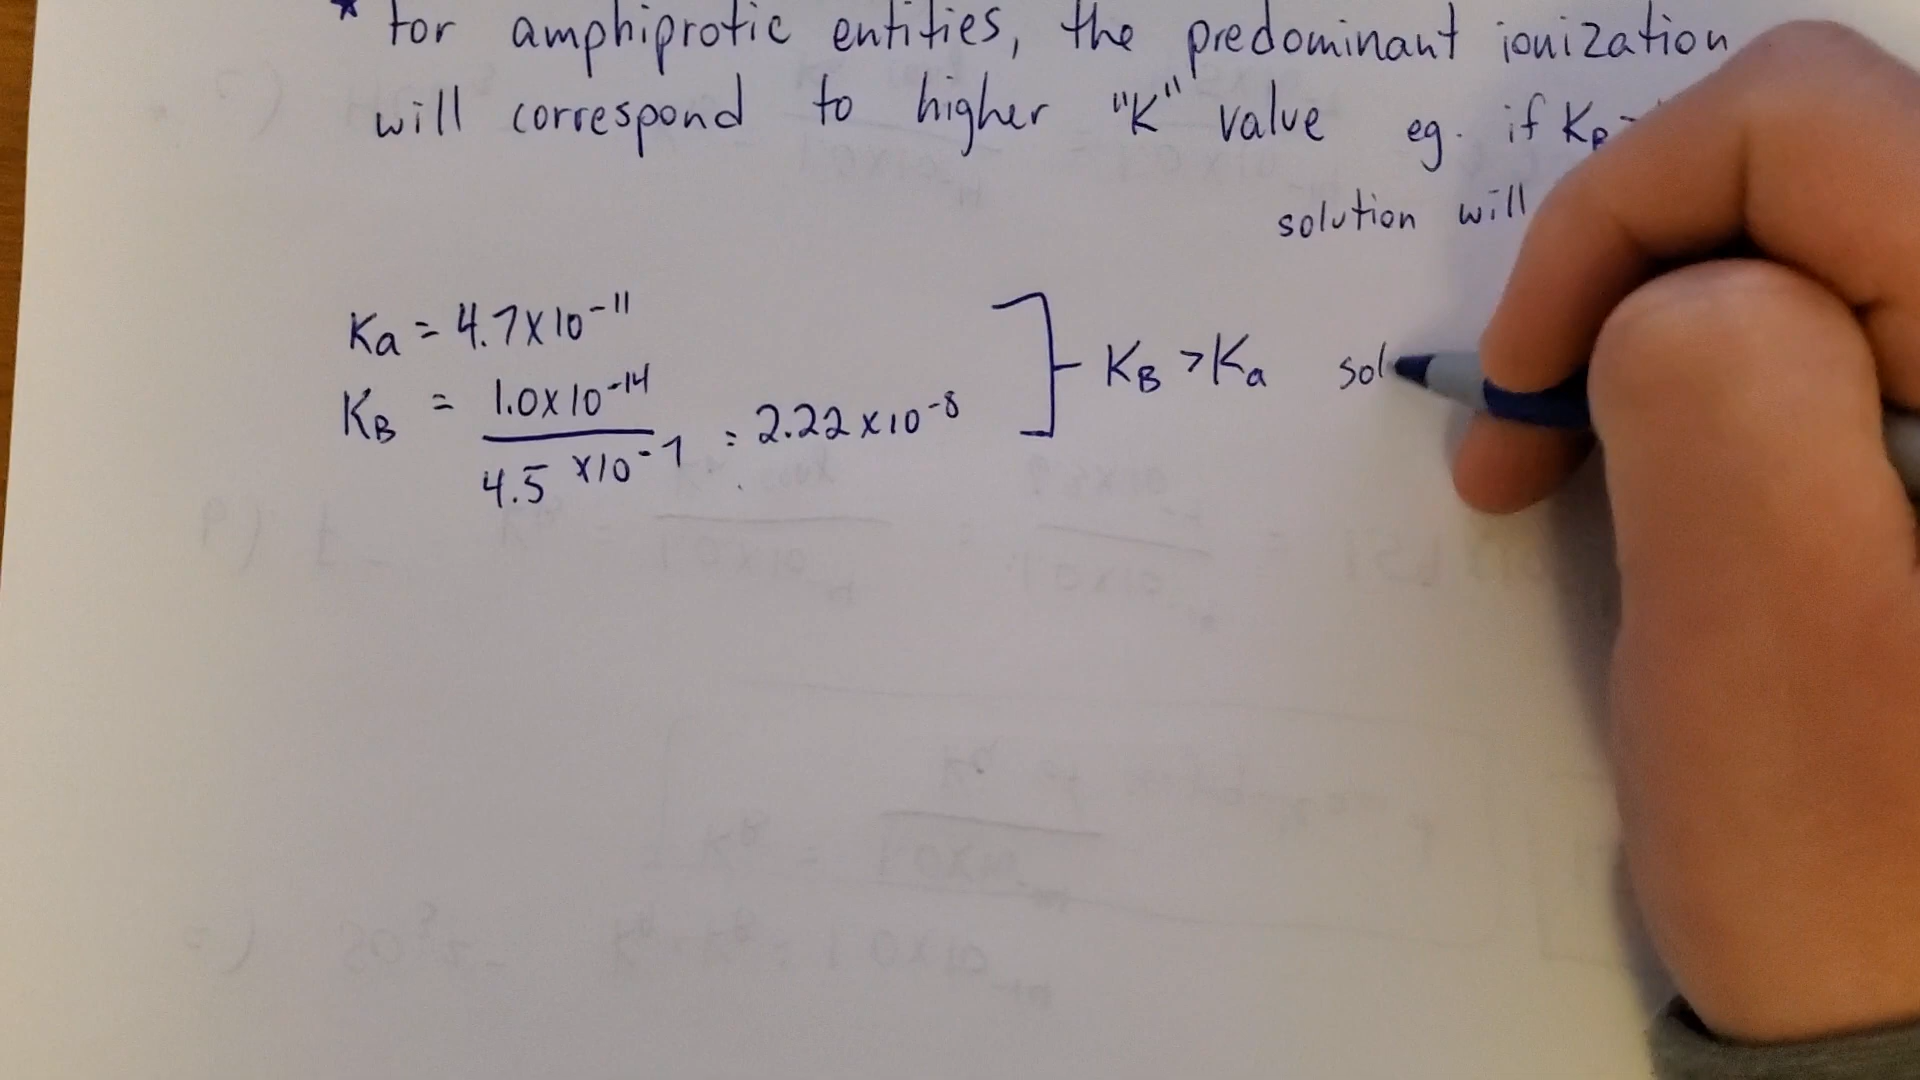 * for amphiprotic entities, the predominant ionization
will correspond to higher "K" value eg. if KB
solution will
Ka = 4.7x10-11
KB = 1.0x10-14 / 4.5 x10-7 = 2.22x10-8
KB > Ka sol